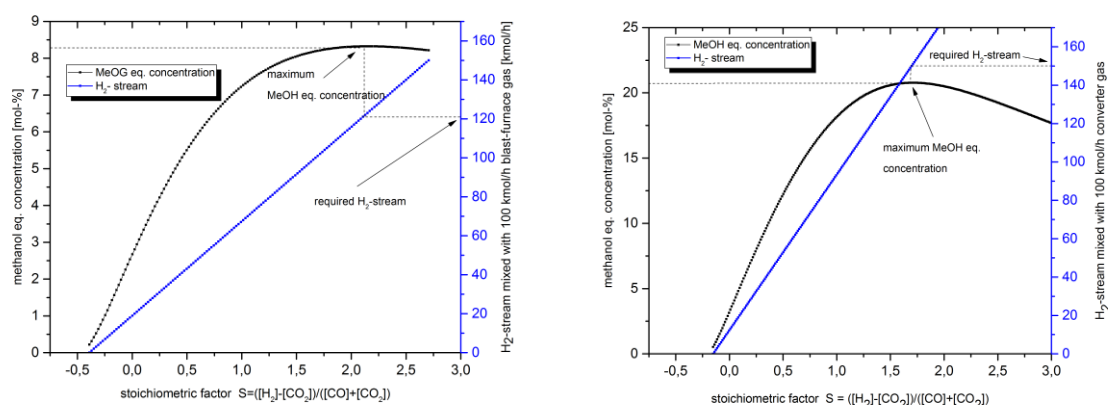 9
8
7
6
5
4
3
2
1
0
methanol eq. concentration [mol-%]
MeOG eq. concentration
H2- stream
maximum
MeOH eq. concentration
required H2-stream
160
140
120
100
80
60
40
20
0
H2-stream mixed with 100 kmol/h blast-furnace gas [kmol/h]
-0,5 0,0 0,5 1,0 1,5 2,0 2,5 3,0
stoichiometric factor S=([H2]-[CO2])/([CO]+[CO2])
25
20
15
10
5
0
methanol eq. concentration [mol-%]
MeOH eq. concentration
H2- stream
required H2-stream
maximum MeOH eq.
concentration
160
140
120
100
80
60
40
20
0
H2-stream mixed with 100 kmol/h converter gas
-0,5 0,0 0,5 1,0 1,5 2,0 2,5 3,0
stoichiometric factor S = ([H2]-[CO2])/([CO]+[CO2])